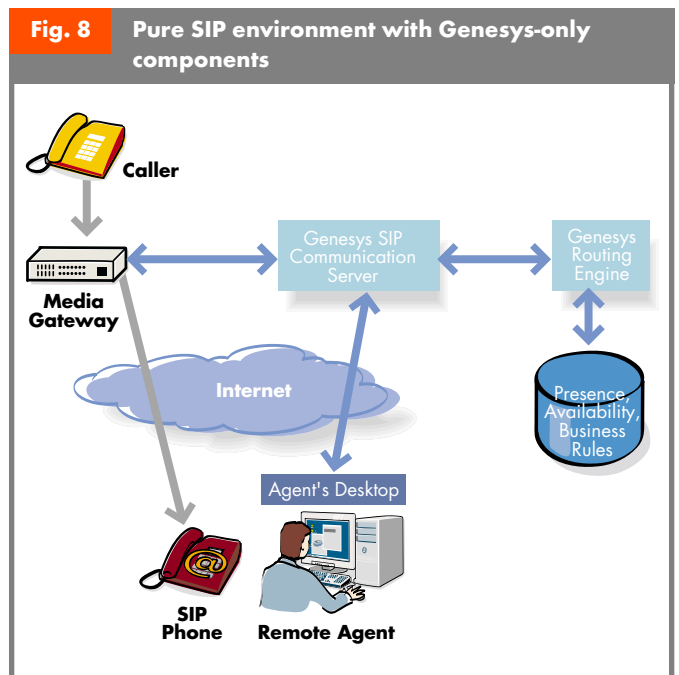 Fig. 8
Pure SIP environment with Genesys-only
components
Caller
Media
Gateway
Genesys SIP
Communication
Server
Genesys
Routing
Engine
Internet
Presence,
Availability,
Business
Rules
Agent's Desktop
@
SIP
Phone
Remote Agent